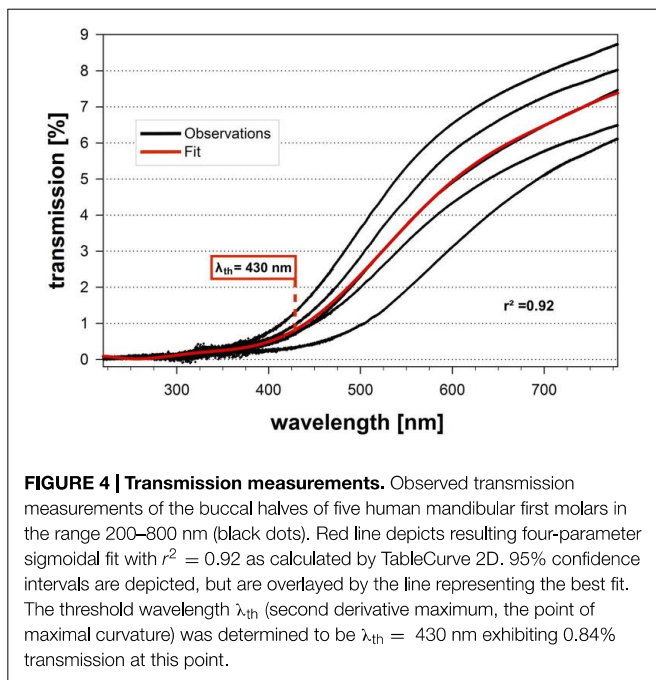 9
8
7
6
5
4
3
2
1
0
transmission [%]
Observations
Fit
λth = 430 nm
r² =0.92
300 400 500 600 700
wavelength [nm]
FIGURE 4 | Transmission measurements. Observed transmission
measurements of the buccal halves of five human mandibular first molars in
the range 200–800 nm (black dots). Red line depicts resulting four-parameter
sigmoidal fit with r² = 0.92 as calculated by TableCurve 2D. 95% confidence
intervals are depicted, but are overlayed by the line representing the best fit.
The threshold wavelength λth (second derivative maximum, the point of
maximal curvature) was determined to be λth = 430 nm exhibiting 0.84%
transmission at this point.